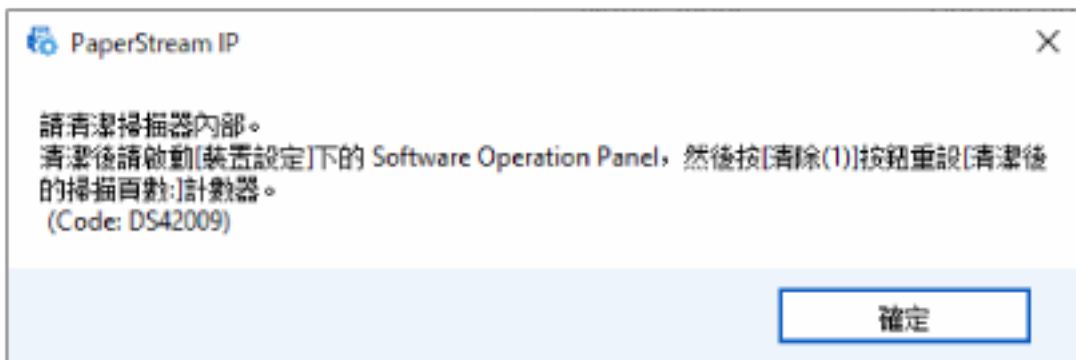 PaperStream IP
請清潔掃描器內部。
清潔後請啟動[裝置設定]下的 Software Operation Panel，然後按[清除(1)]按鈕重設[清潔後
的掃描頁數:]計數器。
(Code: DS42009)
確定